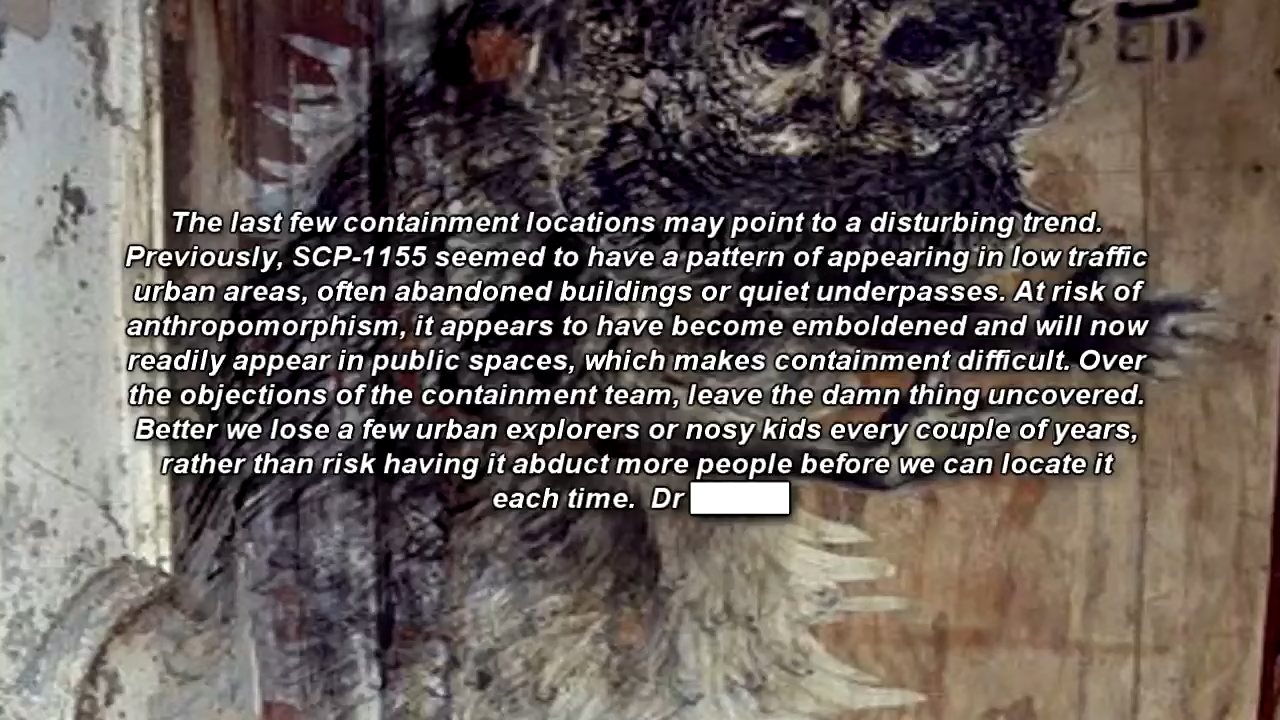 PED
The last few containment locations may point to a disturbing trend.
Previously, SCP-1155 seemed to have a pattern of appearing in low traffic
urban areas, often abandoned buildings or quiet underpasses. At risk of
anthropomorphism, it appears to have become emboldened and will now
readily appear in public spaces, which makes containment difficult. Over
the objections of the containment team, leave the damn thing uncovered.
Better we lose a few urban explorers or nosy kids every couple of years,
rather than risk having it abduct more people before we can locate it
each time.  Dr